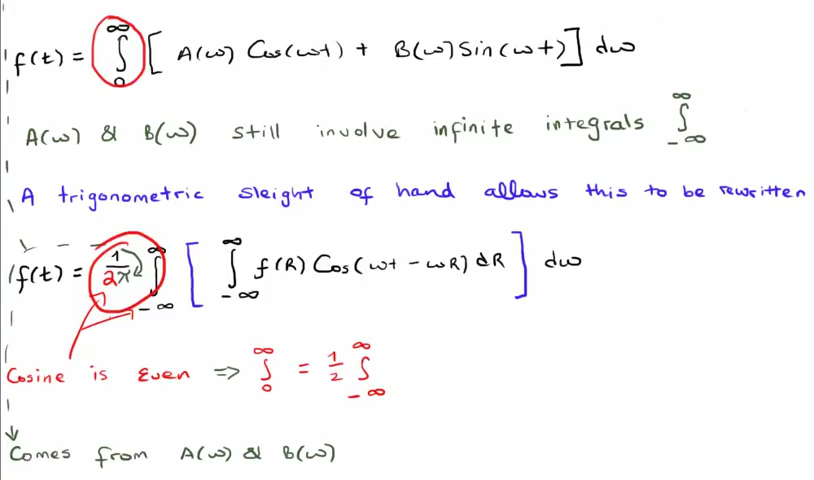 f(t) = ∫₀^∞ [ A(ω) Cos(ωt) + B(ω) Sin(ωt) ] dω
A(ω) & B(ω) still involve infinite integrals ∫₋∞^∞
A trigonometric sleight of hand allows this to be rewritten
f(t) = 1/2π ∫₋∞^∞ [ ∫₋∞^∞ f(R) Cos(ωt - ωR) dR ] dω
Cosine is Even ⇒ ∫₀^∞ = 1/2 ∫₋∞^∞
Comes from A(ω) & B(ω)